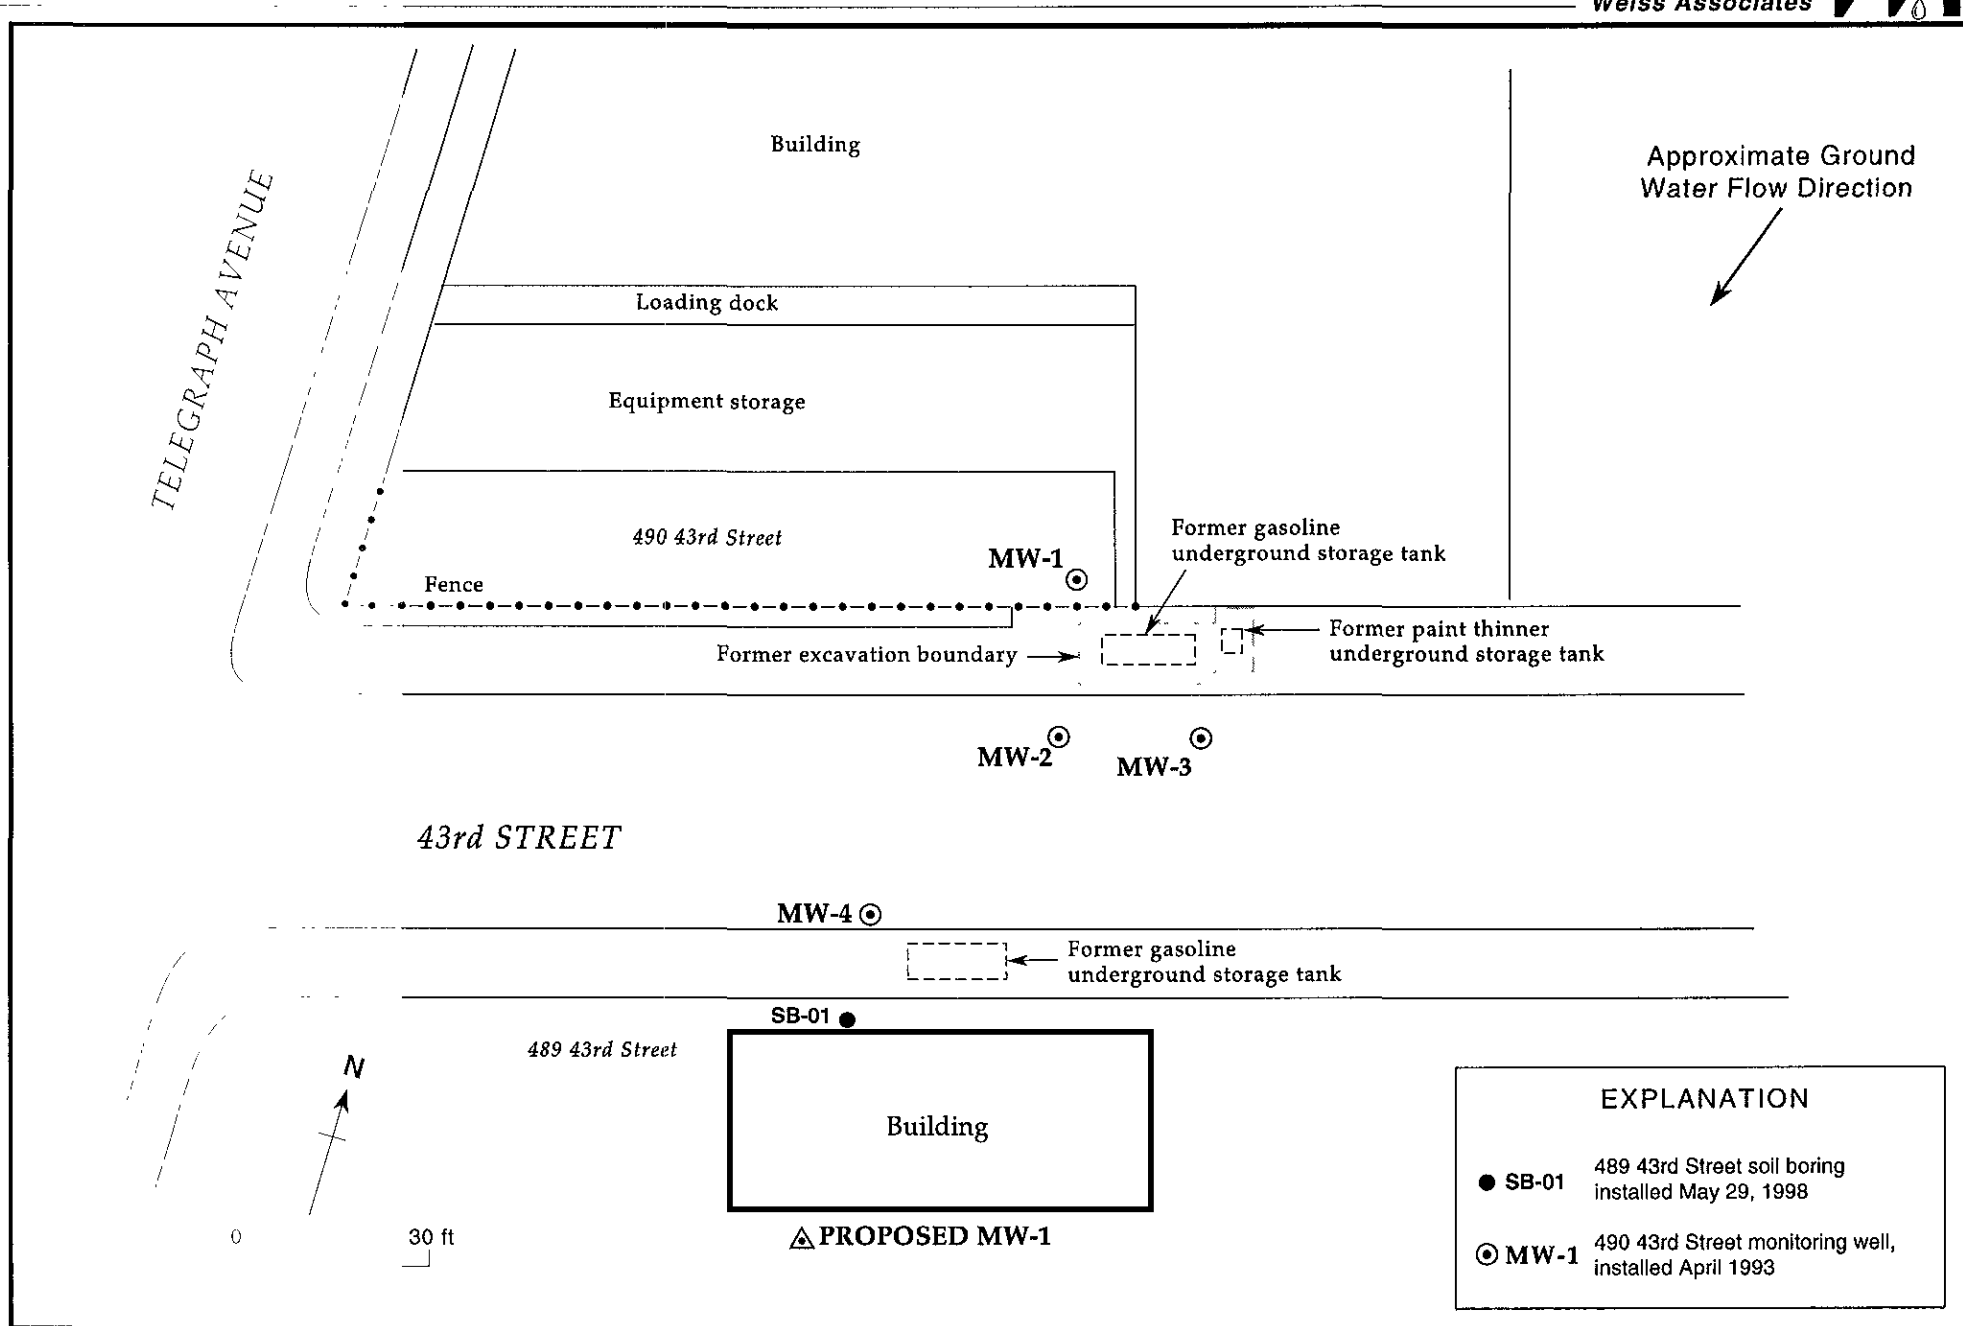 Weiss Associates
Building
Approximate Ground
Water Flow Direction
TELEGRAPH AVENUE
Loading dock
Equipment storage
490 43rd Street
Former gasoline
underground storage tank
MW-1
Fence
Former paint thinner
underground storage tank
Former excavation boundary
MW-2
MW-3
43rd STREET
MW-4
Former gasoline
underground storage tank
SB-01
489 43rd Street
N
Building
0
30 ft
PROPOSED MW-1
EXPLANATION
SB-01
489 43rd Street soil boring
installed May 29, 1998
MW-1
490 43rd Street monitoring well,
installed April 1993